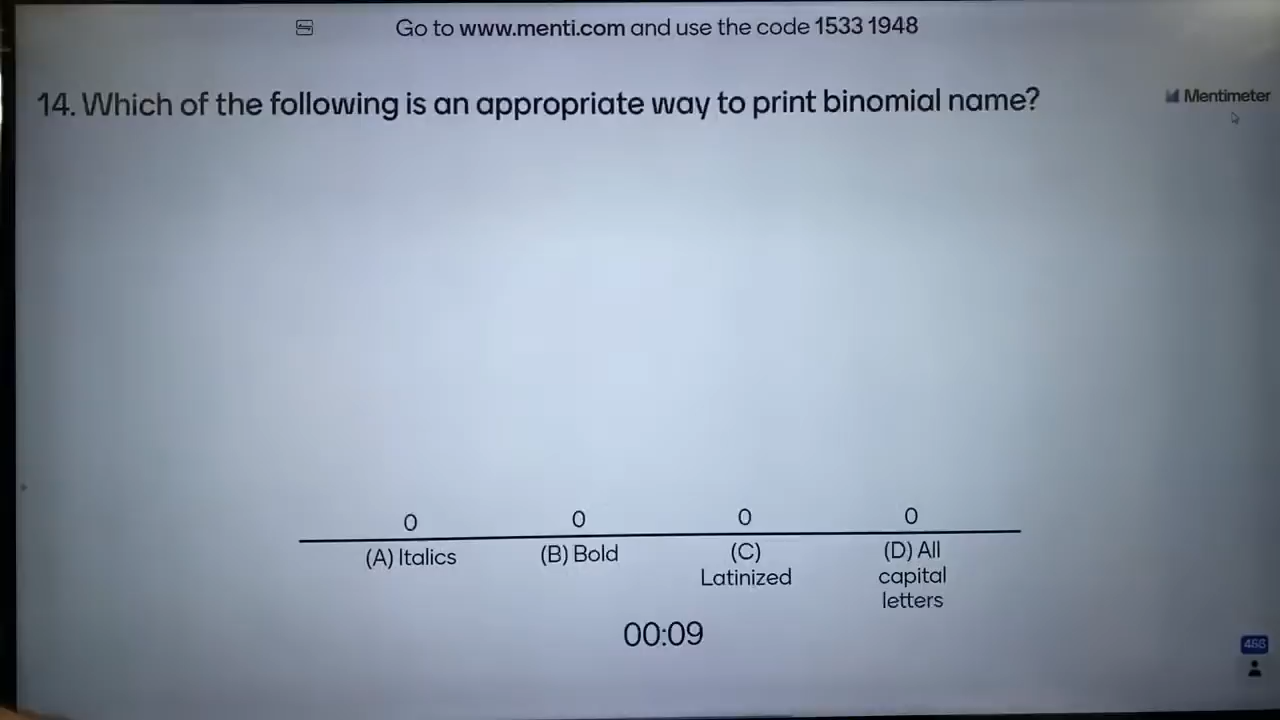 Go to www.menti.com and use the code 1533 1948
14. Which of the following is an appropriate way to print binomial name?
Mentimeter
0 0 0 0
(A) Italics
(B) Bold
(C)
Latinized
(D) All
capital
letters
00:09